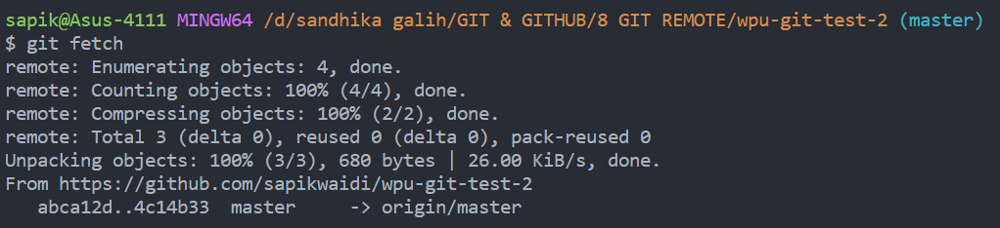 sapik@Asus-4111 MINGW64 /d/sandhika galih/GIT & GITHUB/8 GIT REMOTE/wpu-git-test-2 (master)
$ git fetch
remote: Enumerating objects: 4, done.
remote: Counting objects: 100% (4/4), done.
remote: Compressing objects: 100% (2/2), done.
remote: Total 3 (delta 0), reused 0 (delta 0), pack-reused 0
Unpacking objects: 100% (3/3), 680 bytes | 26.00 KiB/s, done.
From https://github.com/sapikwaidi/wpu-git-test-2
   abca12d..4c14b33  master     -> origin/master